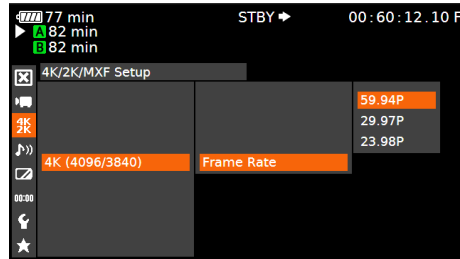 77 min STBY 00:60:12.10 F
A 82 min
B 82 min
4K/2K/MXF Setup
59.94P
4K
2K
29.97P
23.98P
4K (4096/3840) Frame Rate
00:00